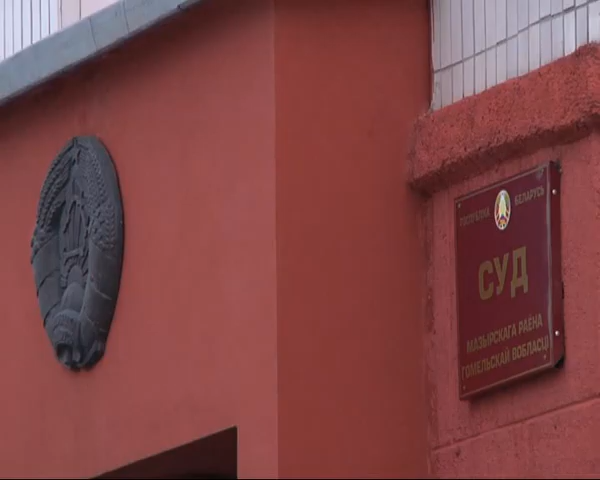 РЭСПУБЛІКА БЕЛАРУСЬ
СУД
МАЗЫРСКАГА РАЁНА
ГОМЕЛЬСКАЙ ВОБЛАСЦІ